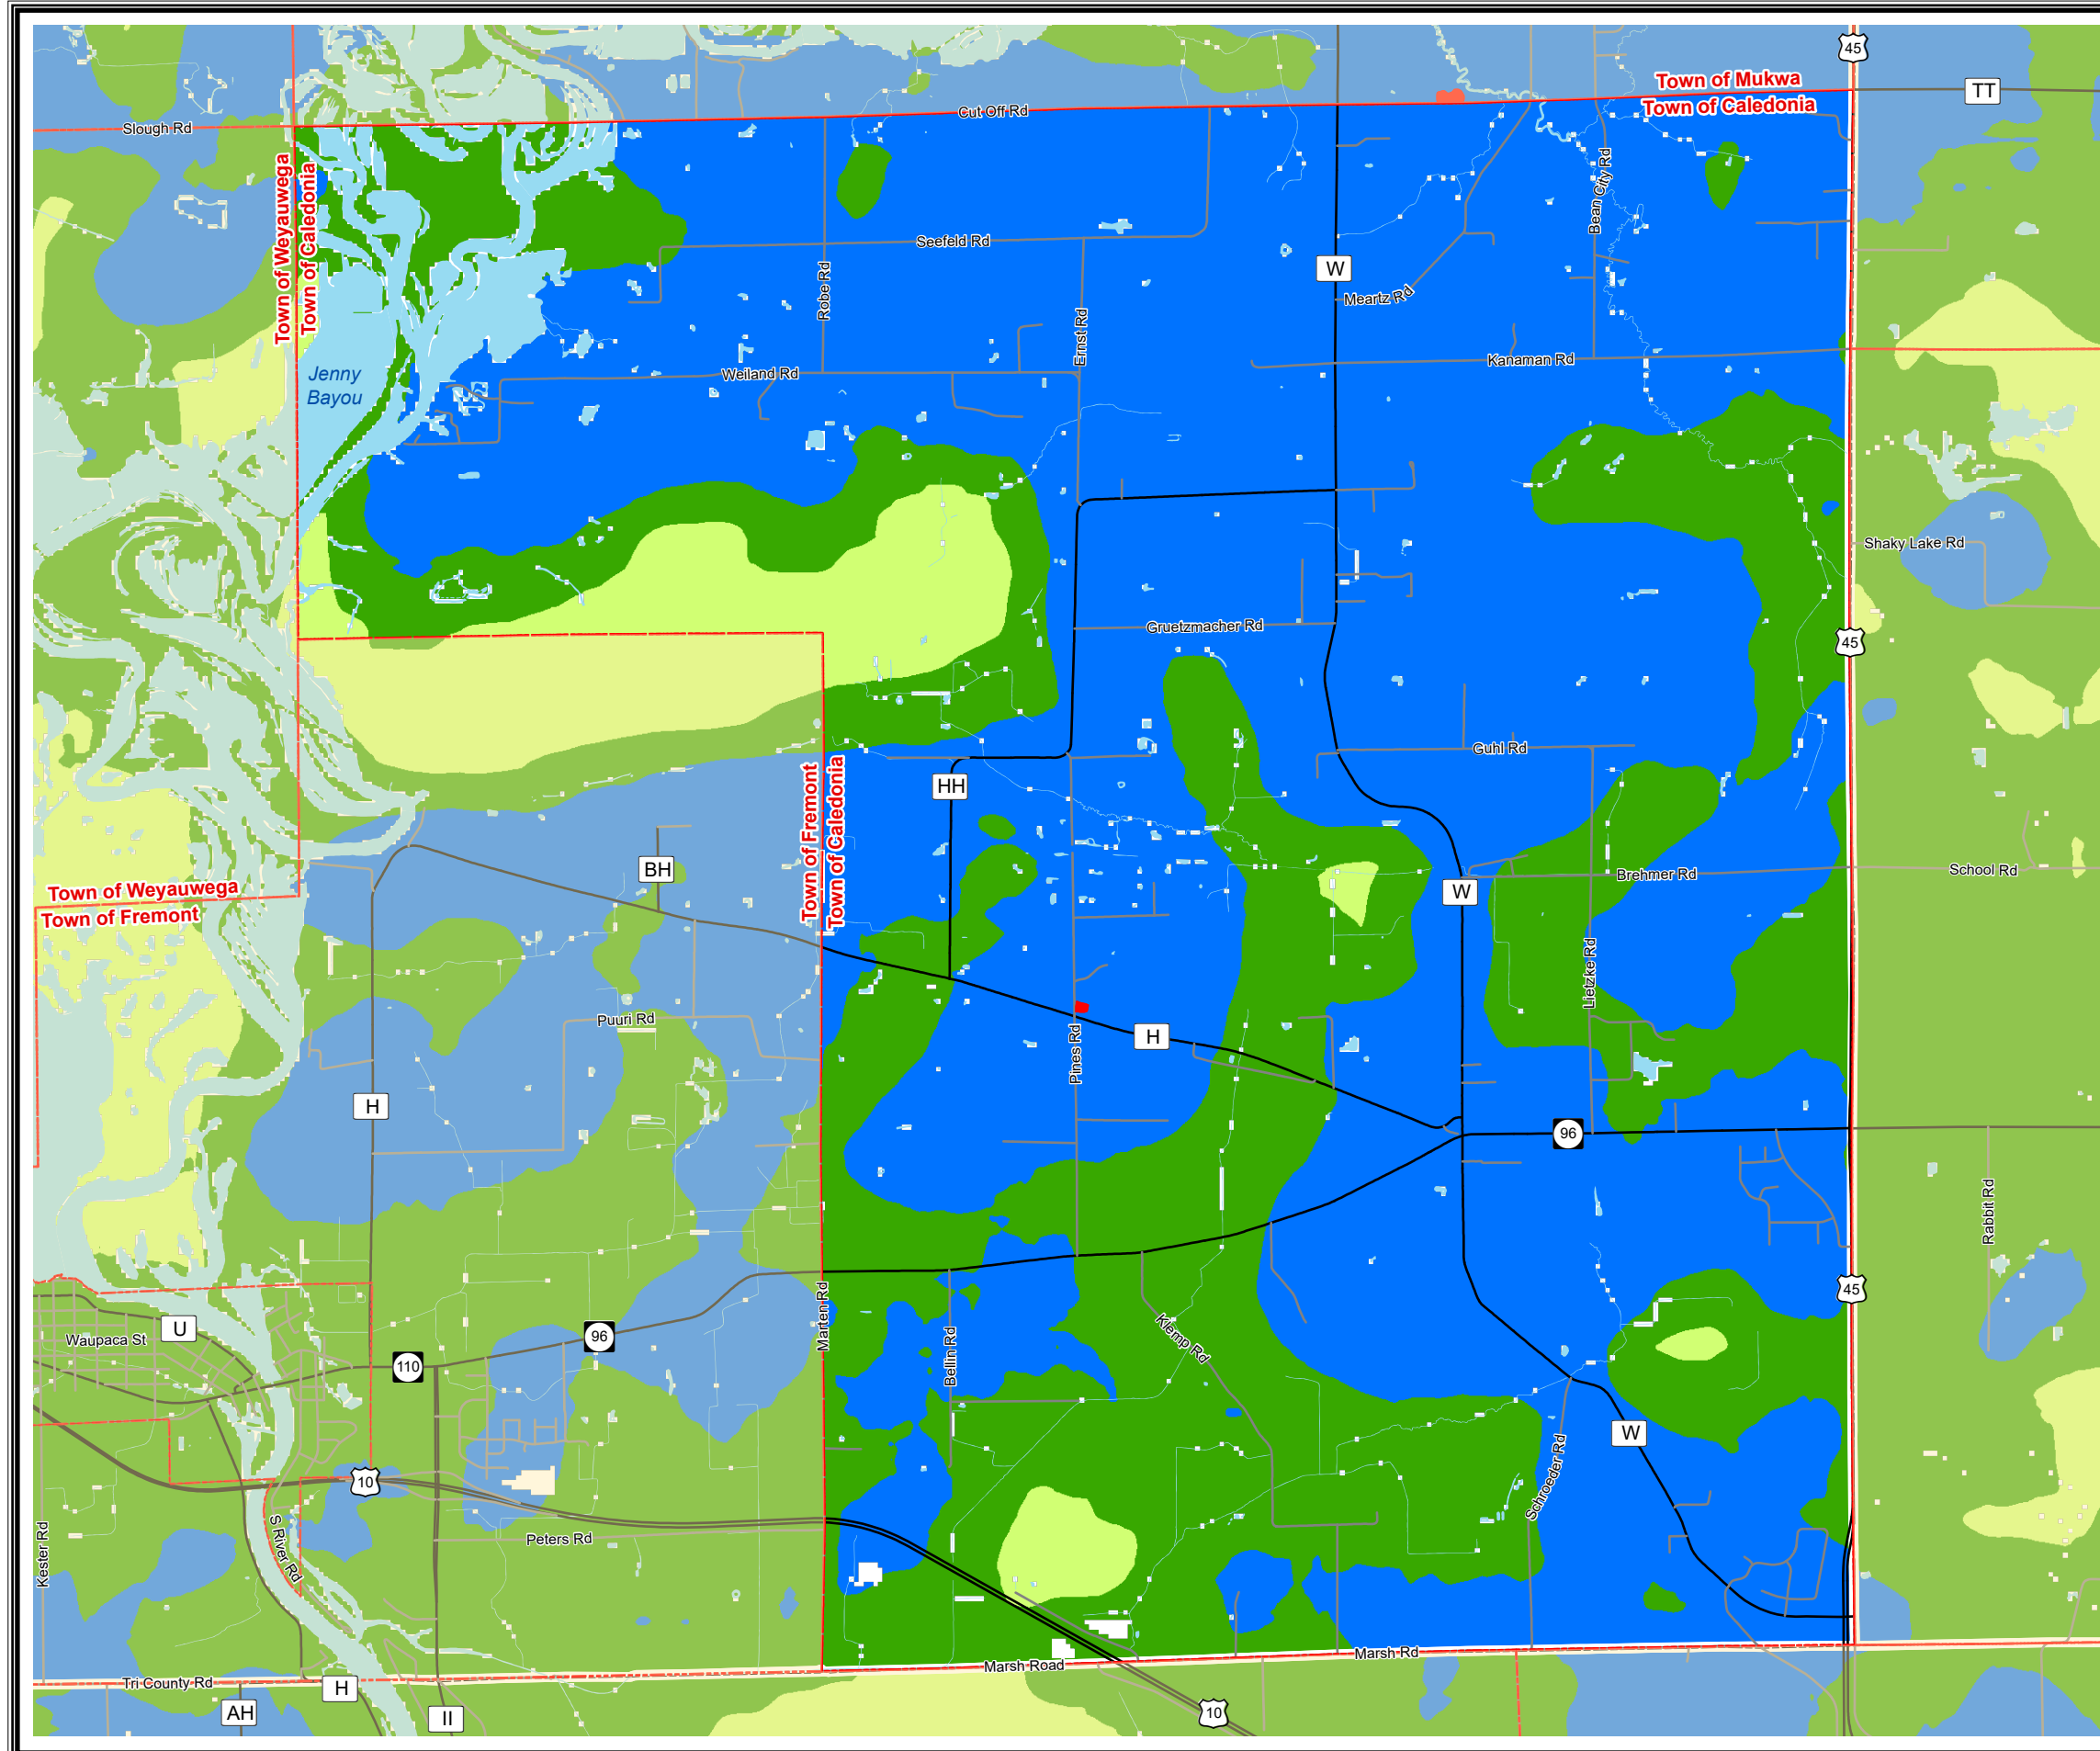 45
Town of Mukwa
TT
Town of Caledonia
Cut Off Rd
Slough Rd
Town of Weyauwega
Town of Caledonia
Bean City Rd
Seefeld Rd
W
Robe Rd
Meartz Rd
Ernst Rd
Kanaman Rd
Jenny
Bayou
Weiland Rd
Shaky Lake Rd
Gruetzmacher Rd
45
Guhl Rd
HH
Town of Fremont
Town of Caledonia
BH
School Rd
Brehmer Rd
Town of Weyauwega
W
Town of Fremont
Lietzke Rd
Puuri Rd
H
Pines Rd
H
96
Rabbit Rd
45
Marten Rd
U
Waupaca St
96
Klemp Rd
Bellin Rd
110
W
Schroeder Rd
10
Peters Rd
S River Rd
Kester Rd
Marsh Rd
Marsh Road
Tri County Rd
H
AH
II
10